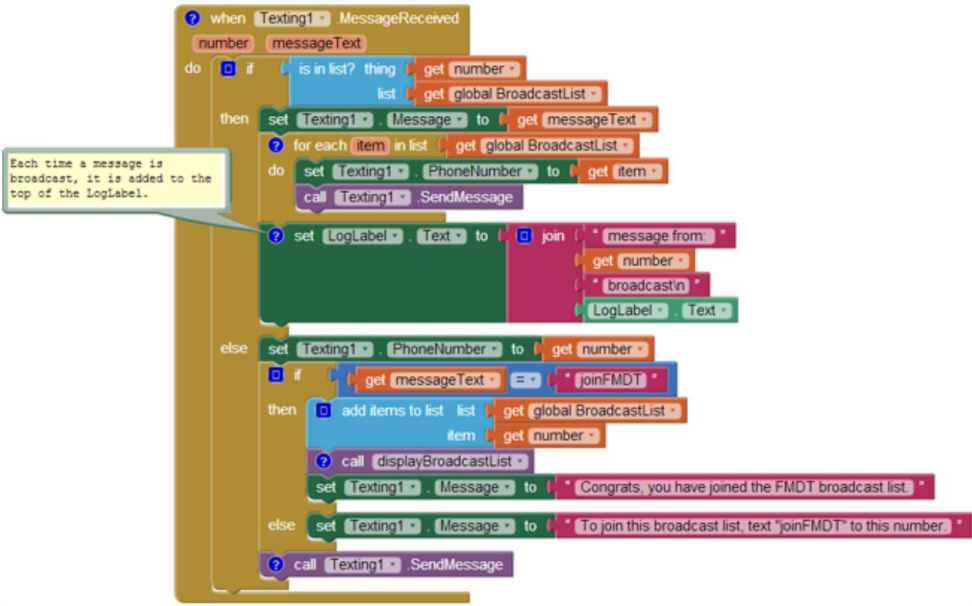 when Texting1 .MessageReceived
number messageText
do if is in list? thing get number
list get global BroadcastList
then set Texting1 . Message to get messageText
for each item in list get global BroadcastList
do set Texting1 . PhoneNumber to get item
call Texting1 .SendMessage
Each time a message is
broadcast, it is added to the
top of the LogLabel.
set LogLabel . Text to join " message from: "
get number
" broadcast\n "
LogLabel . Text
else set Texting1 . PhoneNumber to get number
if get messageText = " joinFMDT "
then add items to list list get global BroadcastList
item get number
call displayBroadcastList
set Texting1 . Message to " Congrats, you have joined the FMDT broadcast list. "
else set Texting1 . Message to " To join this broadcast list, text "joinFMDT" to this number. "
call Texting1 .SendMessage